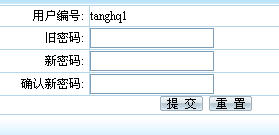 用户编号: tanghq1
旧密码:
新密码:
确认新密码:
提 交 重 置